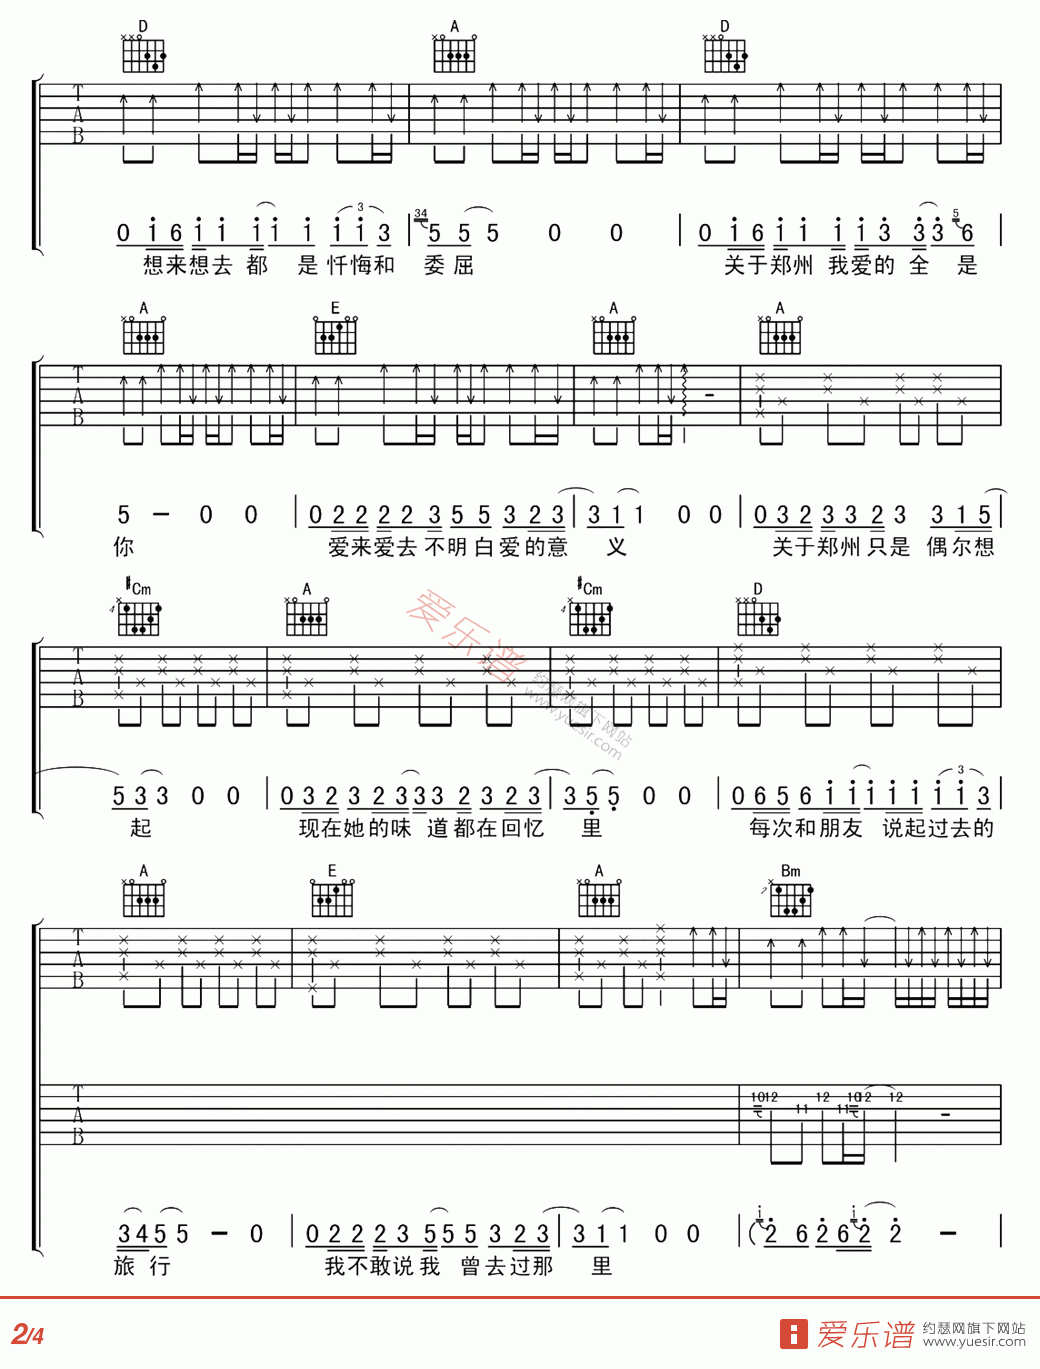 D A D
T A B
0 1 6 1 1 1 1 1 1 1 3 34 5 5 5 0 0 0 1 6 1 1 1 1 3 3 3 5 6
想来想去 都 是 忏悔和 委 屈 关于郑州 我爱的 全 是
A E A A
T A B
5 - 0 0 0 2 2 2 2 3 5 5 3 2 3 3 1 1 0 0 0 3 2 3 3 2 3 3 1 5
你 爱来爱去 不明白爱的意 义 关于郑州 只是 偶尔想
#Cm A #Cm D
T A B
5 3 3 0 0 0 3 2 3 2 3 3 3 2 3 2 3 3 5 5 0 0 0 6 5 6 1 1 1 1 1 1 1 3
起 现在她的味 道都在回忆 里 每次和朋友 说起过去的
爱乐谱
约瑟网旗下网站
www.yuesir.com
A E A Bm
T A B
T A B
10 12 11 12 11 10 12 12
3 4 5 5 - 0 0 2 2 2 3 5 5 5 3 2 3 3 1 1 0 0 ( i 2 6 2 6 i 2 2 -
旅 行 我不敢说我 曾去过那 里
2/4
爱乐谱 约瑟网旗下网站
www.yuesir.com